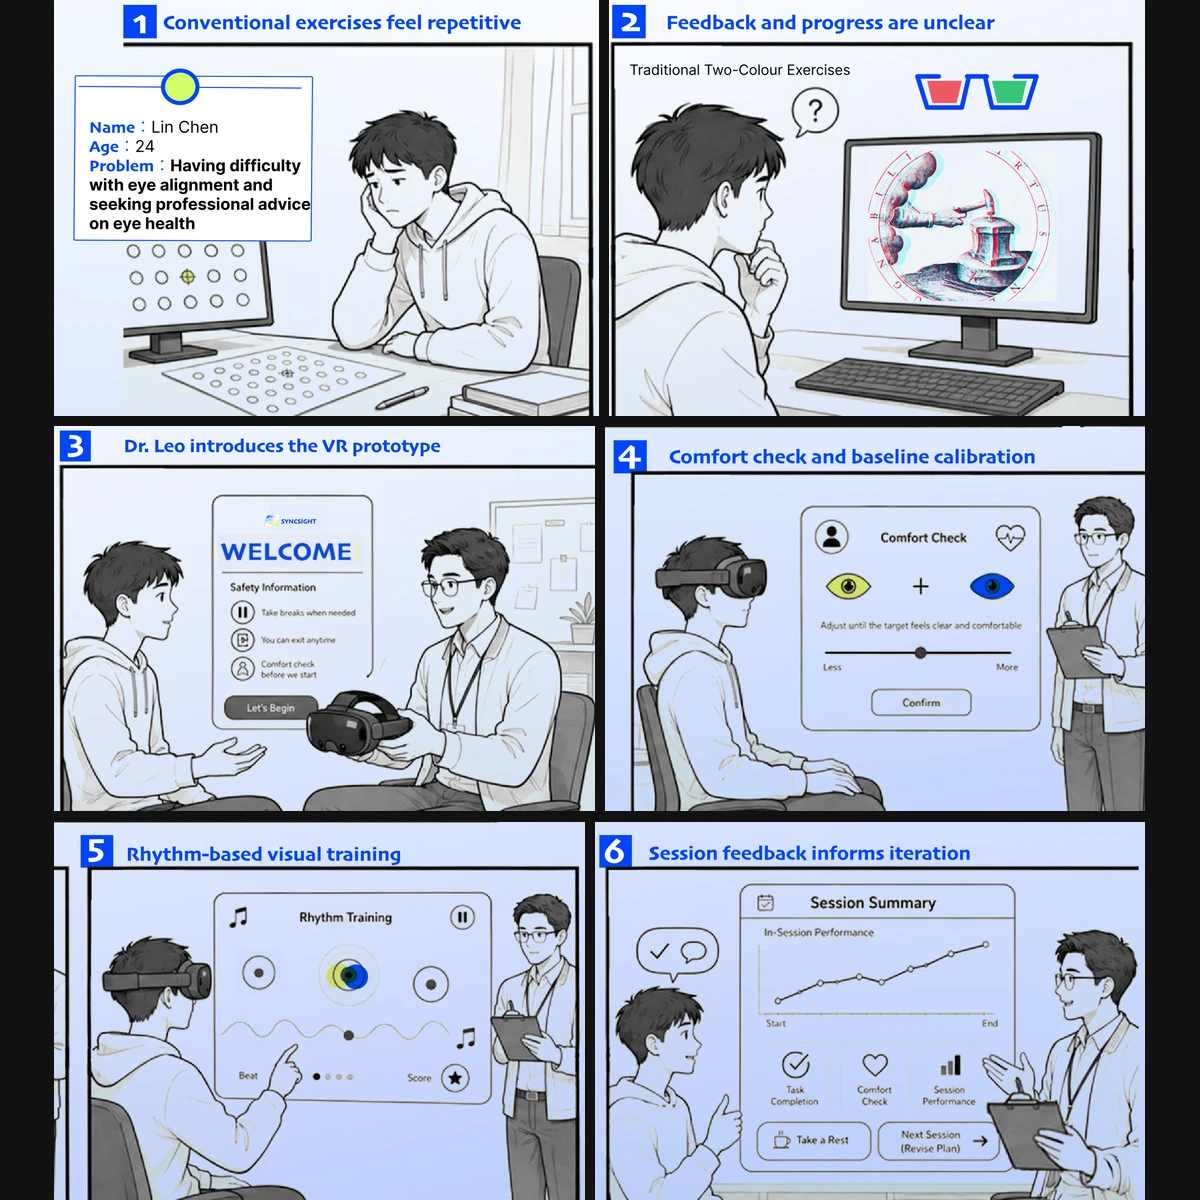 1 Conventional exercises feel repetitive
Name : Lin Chen
Age : 24
Problem : Having difficulty
with eye alignment and
seeking professional advice
on eye health
2 Feedback and progress are unclear
Traditional Two-Colour Exercises
?
3 Dr. Leo introduces the VR prototype
SYNCSIGHT
WELCOME
Safety Information
Take breaks when needed
You can exit anytime
Comfort check
before we start
Let's Begin
4 Comfort check and baseline calibration
Comfort Check
+
Adjust until the target feels clear and comfortable
Less
More
Confirm
5 Rhythm-based visual training
Rhythm Training
Beat
Score
6 Session feedback informs iteration
Session Summary
In-Session Performance
Start
End
Task
Completion
Comfort
Check
Session
Performance
Take a Rest
Next Session
(Revise Plan)